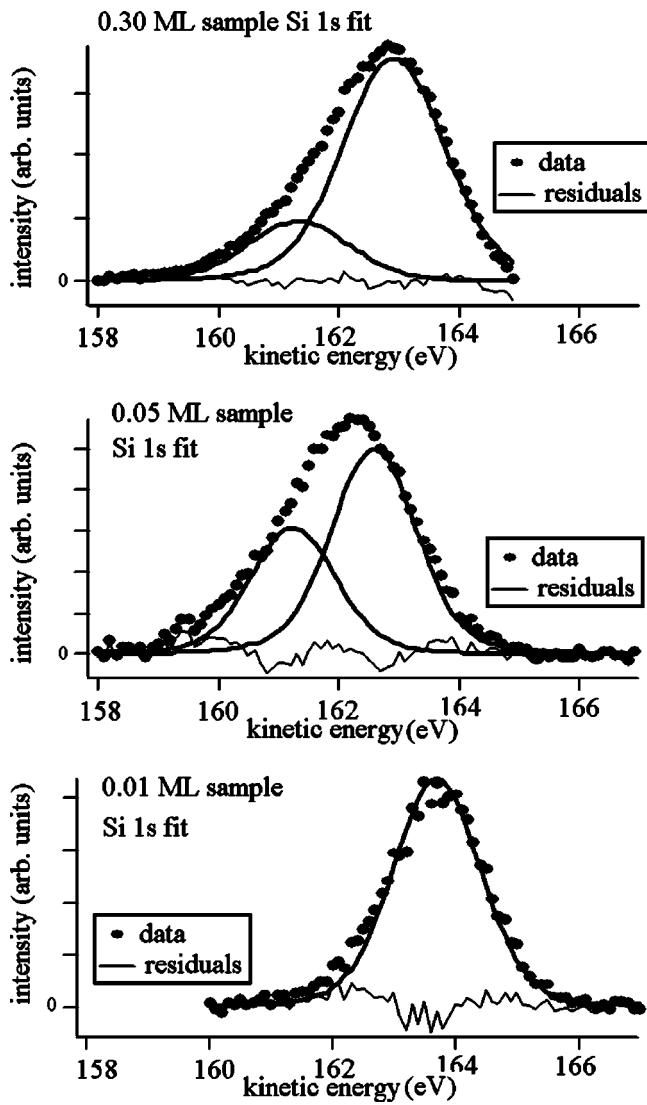 0.30 ML sample Si 1s fit
intensity (arb. units)
data
residuals
0
158 160 162 164 166
kinetic energy (eV)
0.05 ML sample
Si 1s fit
intensity (arb. units)
data
residuals
0
158 160 162 164 166
kinetic energy (eV)
0.01 ML sample
Si 1s fit
intensity (arb. units)
data
residuals
0
158 160 162 164 166
kinetic energy (eV)